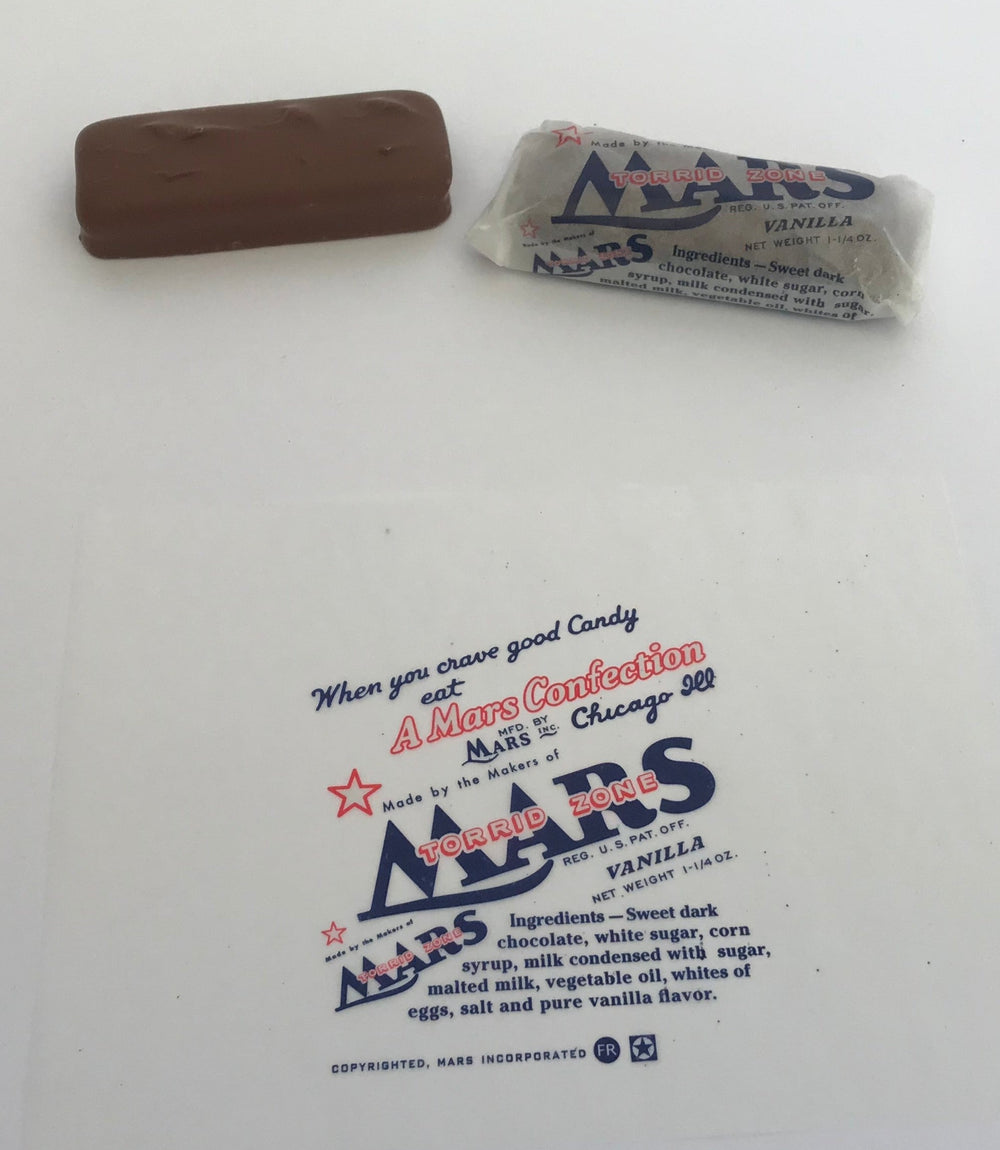 Made by
MARS
TORRID ZONE
REG. U.S. PAT. OFF.
VANILLA
NET WEIGHT 1-1/4 OZ.
Made by the Makers of
MARS
TORRID ZONE
Ingredients — Sweet dark
chocolate, white sugar, corn
syrup, milk condensed with sugar,
malted milk, vegetable oil, whites of
When you crave good Candy
eat
A Mars Confection
MFD. BY
MARS INC. Chicago Ill
Made by the Makers of
MARS
TORRID ZONE
REG. U.S. PAT. OFF.
VANILLA
NET WEIGHT 1-1/4 OZ.
Made by the Makers of
MARS
TORRID ZONE
Ingredients — Sweet dark
chocolate, white sugar, corn
syrup, milk condensed with sugar,
malted milk, vegetable oil, whites of
eggs, salt and pure vanilla flavor.
COPYRIGHTED, MARS INCORPORATED FR